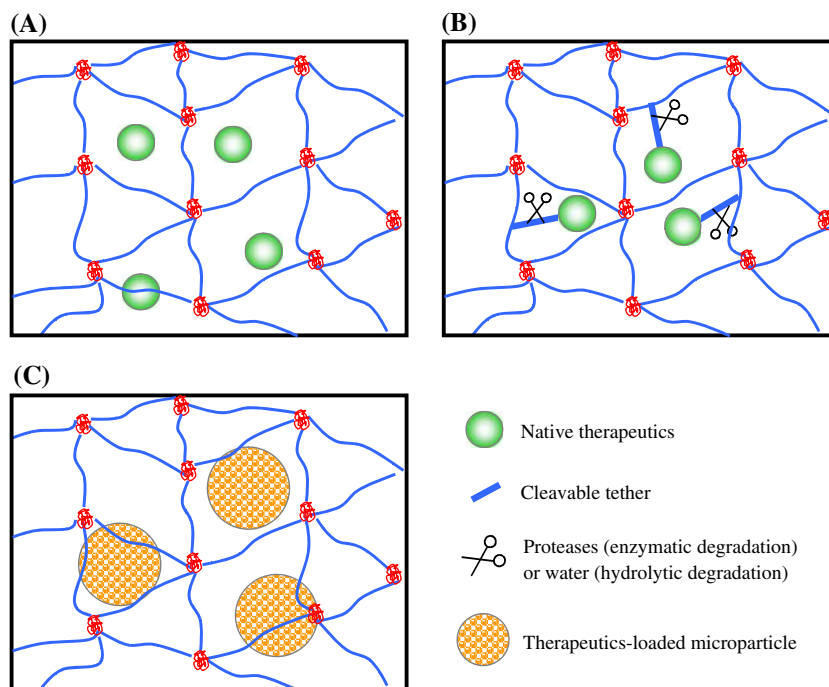 (A)
(B)
(C)
Native therapeutics
Cleavable tether
Proteases (enzymatic degradation)
or water (hydrolytic degradation)
Therapeutics-loaded microparticle